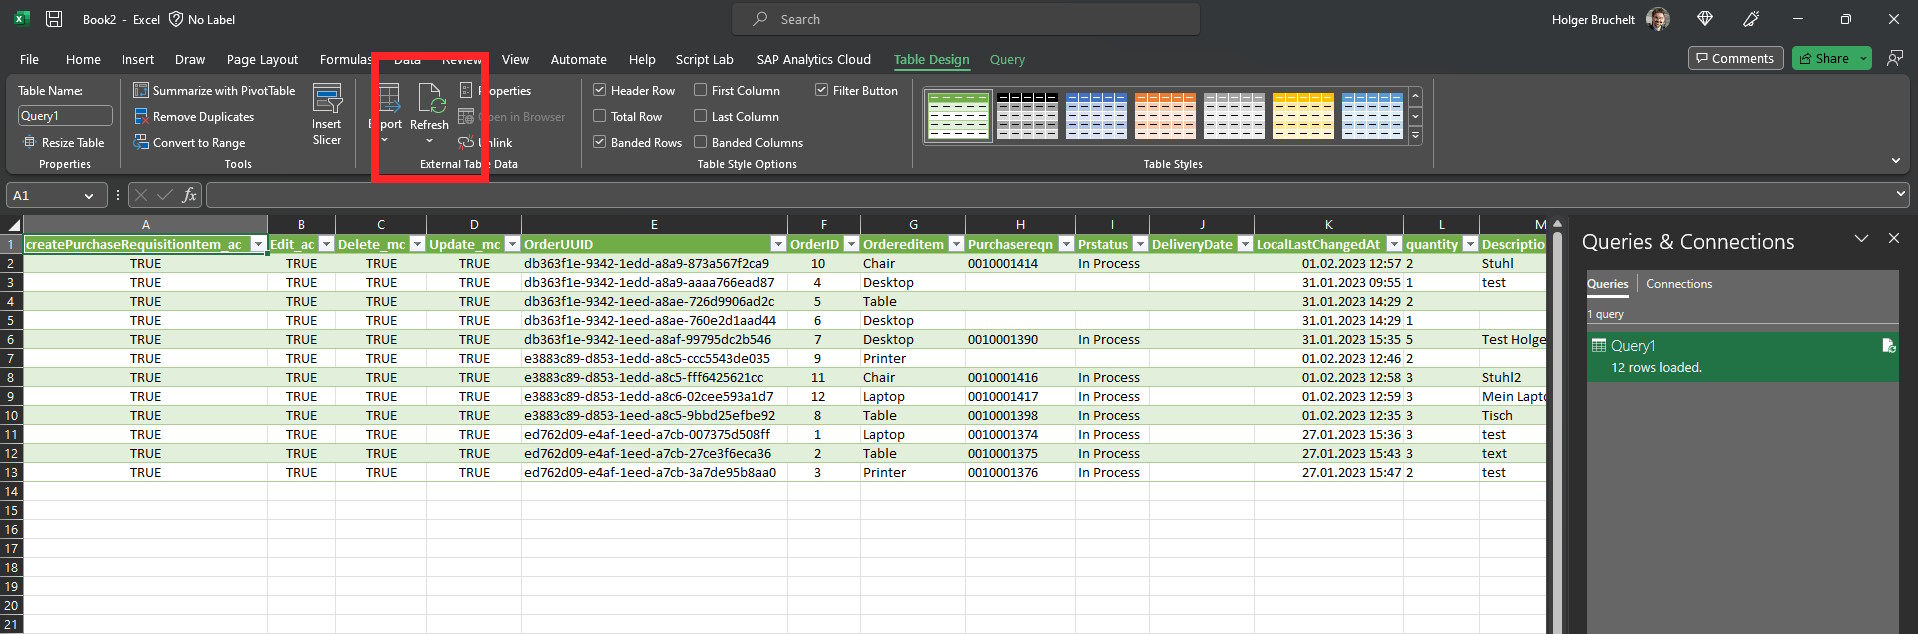 Book2 - Excel No Label
Search
Holger Bruchelt
File Home Insert Draw Page Layout Formulas Data Review View Automate Help Script Lab SAP Analytics Cloud Table Design Query
Comments Share
Table Name:
Query1
Resize Table
Properties
Summarize with PivotTable
Remove Duplicates
Convert to Range
Tools
Insert
Slicer
Export
Refresh
Properties
Open in Browser
Unlink
External Table Data
Header Row First Column Filter Button
Total Row Last Column
Banded Rows Banded Columns
Table Style Options
Table Styles
A1
fx
A B C D E F G H I J K L M
1 createPurchaseRequisitionItem_ac Edit_ac Delete_mc Update_mc OrderUUID OrderID Ordereditem Purchasereqn Prstatus DeliveryDate LocalLastChangedAt quantity Descriptio
2 TRUE TRUE TRUE TRUE db363f1e-9342-1edd-a8a9-873a567f2ca9 10 Chair 0010001414 In Process 01.02.2023 12:57 2 Stuhl
3 TRUE TRUE TRUE TRUE db363f1e-9342-1eed-a8a9-aaaa766ead87 4 Desktop 31.01.2023 09:55 1 test
4 TRUE TRUE TRUE TRUE db363f1e-9342-1eed-a8ae-726d9906ad2c 5 Table 31.01.2023 14:29 2
5 TRUE TRUE TRUE TRUE db363f1e-9342-1eed-a8ae-760e2d1aad44 6 Desktop 31.01.2023 14:29 1
6 TRUE TRUE TRUE TRUE db363f1e-9342-1eed-a8af-99795dc2b546 7 Desktop 0010001390 In Process 31.01.2023 15:35 5 Test Holge
7 TRUE TRUE TRUE TRUE e3883c89-d853-1edd-a8c5-ccc5543de035 9 Printer 01.02.2023 12:46 2
8 TRUE TRUE TRUE TRUE e3883c89-d853-1edd-a8c5-fff6425621cc 11 Chair 0010001416 In Process 01.02.2023 12:58 3 Stuhl2
9 TRUE TRUE TRUE TRUE e3883c89-d853-1edd-a8c6-02cee593a1d7 12 Laptop 0010001417 In Process 01.02.2023 12:59 3 Mein Lapto
10 TRUE TRUE TRUE TRUE e3883c89-d853-1eed-a8c5-9bbd25efbe92 8 Table 0010001398 In Process 01.02.2023 12:35 3 Tisch
11 TRUE TRUE TRUE TRUE ed762d09-e4af-1eed-a7cb-007375d508ff 1 Laptop 0010001374 In Process 27.01.2023 15:36 3 test
12 TRUE TRUE TRUE TRUE ed762d09-e4af-1eed-a7cb-27ce3f6eca36 2 Table 0010001375 In Process 27.01.2023 15:43 3 text
13 TRUE TRUE TRUE TRUE ed762d09-e4af-1eed-a7cb-3a7de95b8aa0 3 Printer 0010001376 In Process 27.01.2023 15:47 2 test
14
15
16
17
18
19
20
21
Queries & Connections
Queries Connections
1 query
Query1
12 rows loaded.